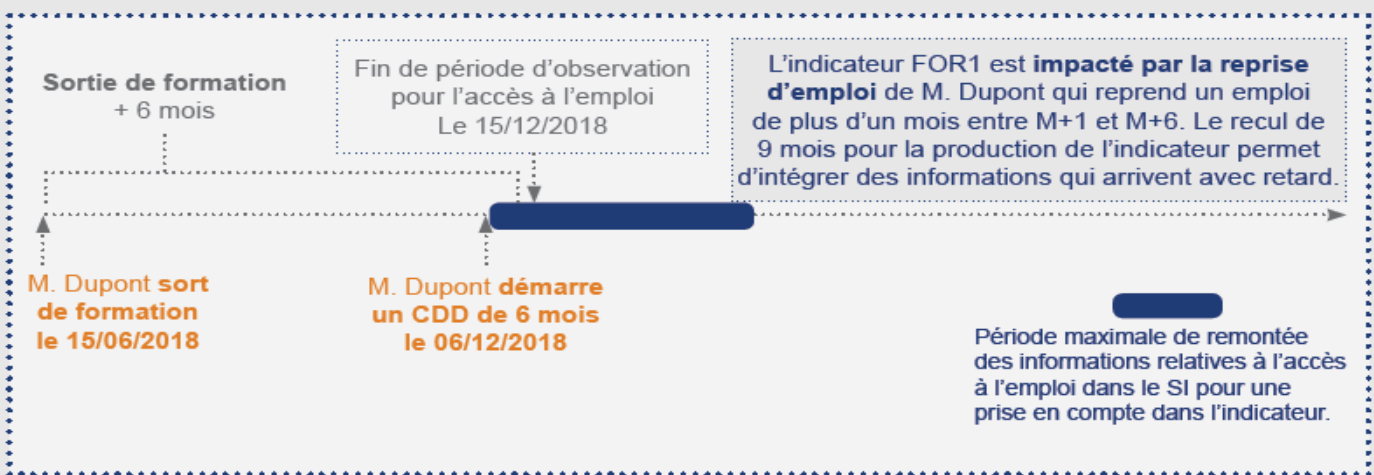 Sortie de formation
+ 6 mois
Fin de période d'observation
pour l'accès à l'emploi
Le 15/12/2018
L'indicateur FOR1 est impacté par la reprise
d'emploi de M. Dupont qui reprend un emploi
de plus d'un mois entre M+1 et M+6. Le recul de
9 mois pour la production de l'indicateur permet
d'intégrer des informations qui arrivent avec retard.
M. Dupont sort
de formation
le 15/06/2018
M. Dupont démarre
un CDD de 6 mois
le 06/12/2018
Période maximale de remontée
des informations relatives à l'accès
à l'emploi dans le SI pour une
prise en compte dans l'indicateur.